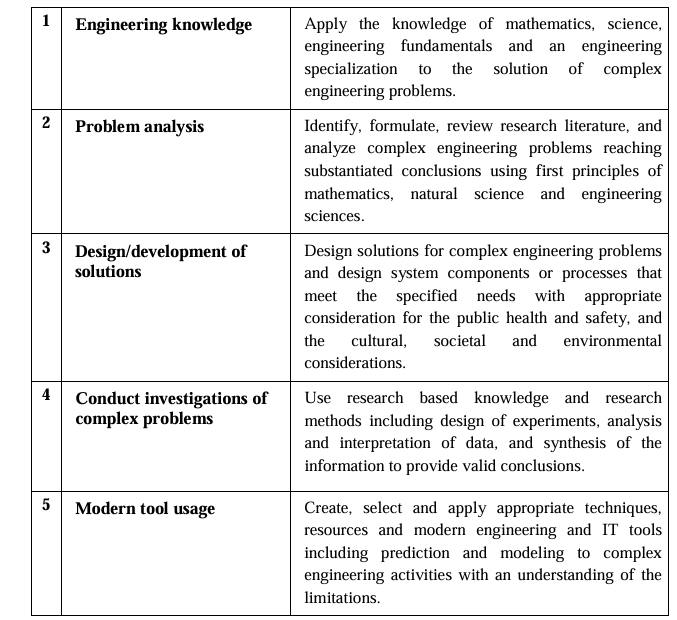 1 Engineering knowledge Apply the knowledge of mathematics, science,
engineering fundamentals and an engineering
specialization to the solution of complex
engineering problems.
2 Problem analysis Identify, formulate, review research literature, and
analyze complex engineering problems reaching
substantiated conclusions using first principles of
mathematics, natural science and engineering
sciences.
3 Design/development of
solutions
Design solutions for complex engineering problems
and design system components or processes that
meet the specified needs with appropriate
consideration for the public health and safety, and
the cultural, societal and environmental
considerations.
4 Conduct investigations of
complex problems
Use research based knowledge and research
methods including design of experiments, analysis
and interpretation of data, and synthesis of the
information to provide valid conclusions.
5 Modern tool usage Create, select and apply appropriate techniques,
resources and modern engineering and IT tools
including prediction and modeling to complex
engineering activities with an understanding of the
limitations.